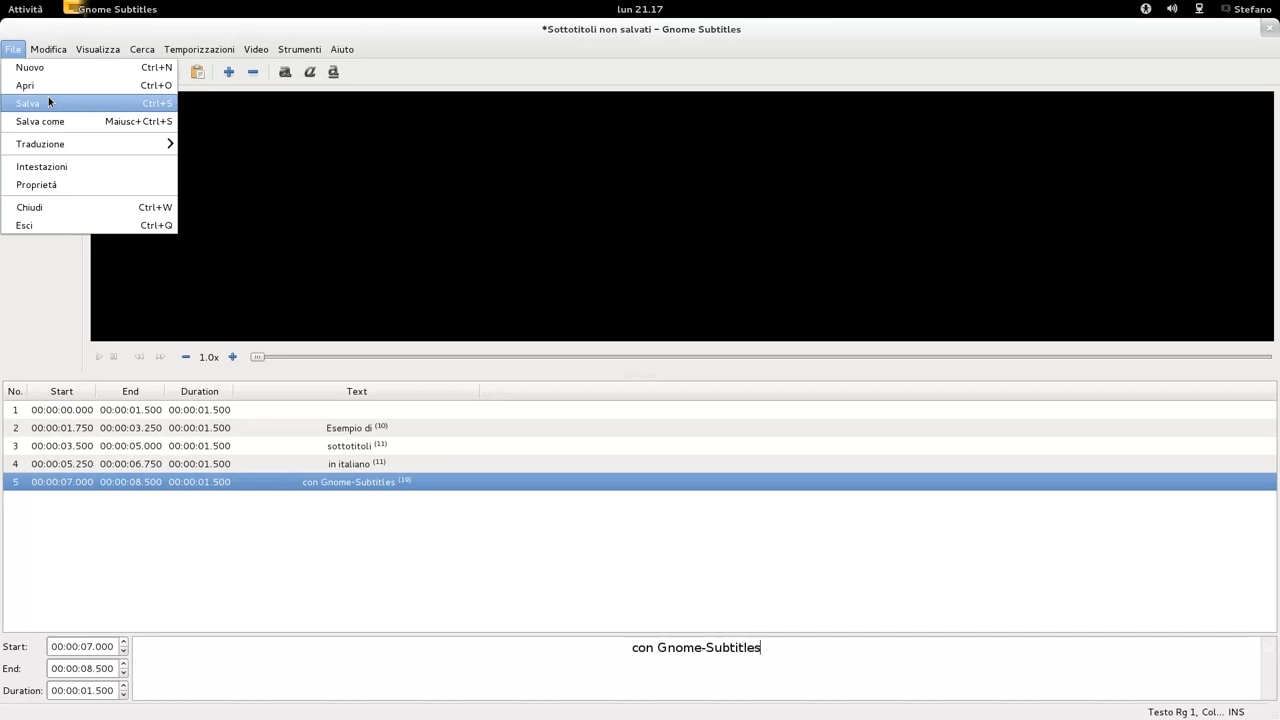 Attività Gnome Subtitles lun 21.17 Stefano
*Sottotitoli non salvati – Gnome Subtitles
File Modifica Visualizza Cerca Temporizzazioni Video Strumenti Aiuto
Nuovo Ctrl+N
Apri Ctrl+O
Salva Ctrl+S
Salva come Maiusc+Ctrl+S
Traduzione
Intestazioni
Proprietà
Chiudi Ctrl+W
Esci Ctrl+Q
a a a
1.0x
No. Start End Duration Text
1 00:00:00.000 00:00:01.500 00:00:01.500
2 00:00:01.750 00:00:03.250 00:00:01.500 Esempio di (10)
3 00:00:03.500 00:00:05.000 00:00:01.500 sottotitoli (11)
4 00:00:05.250 00:00:06.750 00:00:01.500 in italiano (11)
5 00:00:07.000 00:00:08.500 00:00:01.500 con Gnome-Subtitles (19)
Start: 00:00:07.000 con Gnome-Subtitles
End: 00:00:08.500
Duration: 00:00:01.500
Testo Rg 1, Col... INS